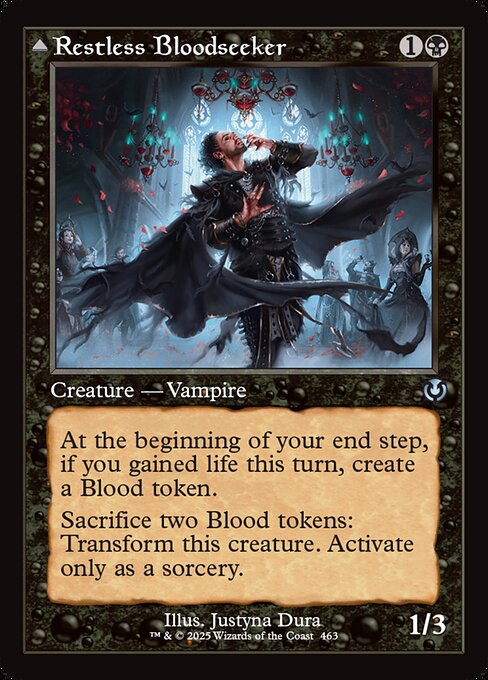 Restless Bloodseeker 1
Creature — Vampire
At the beginning of your end step,
if you gained life this turn, create
a Blood token.
Sacrifice two Blood tokens:
Transform this creature. Activate
only as a sorcery.
Illus. Justyna Dura
™ & © 2025 Wizards of the Coast 463
1/3